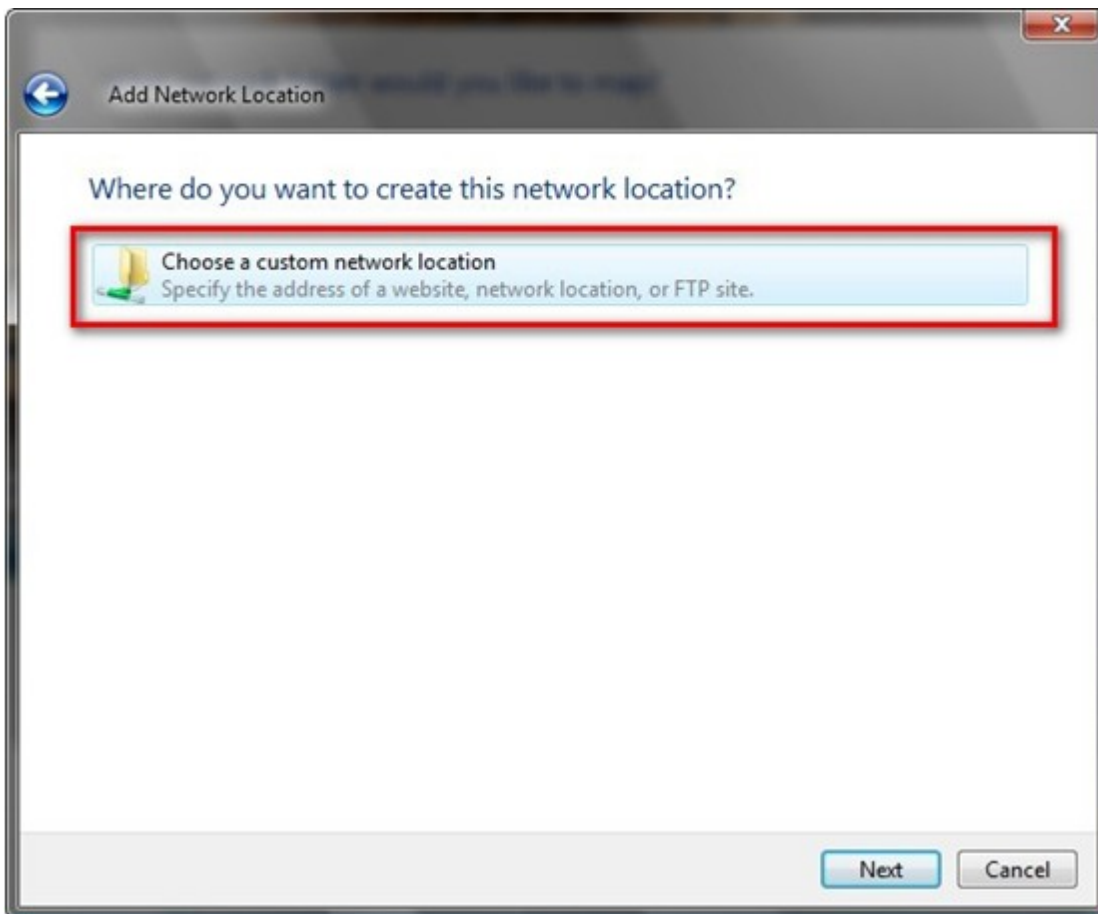 Add Network Location
Where do you want to create this network location?
Choose a custom network location
Specify the address of a website, network location, or FTP site.
Next
Cancel